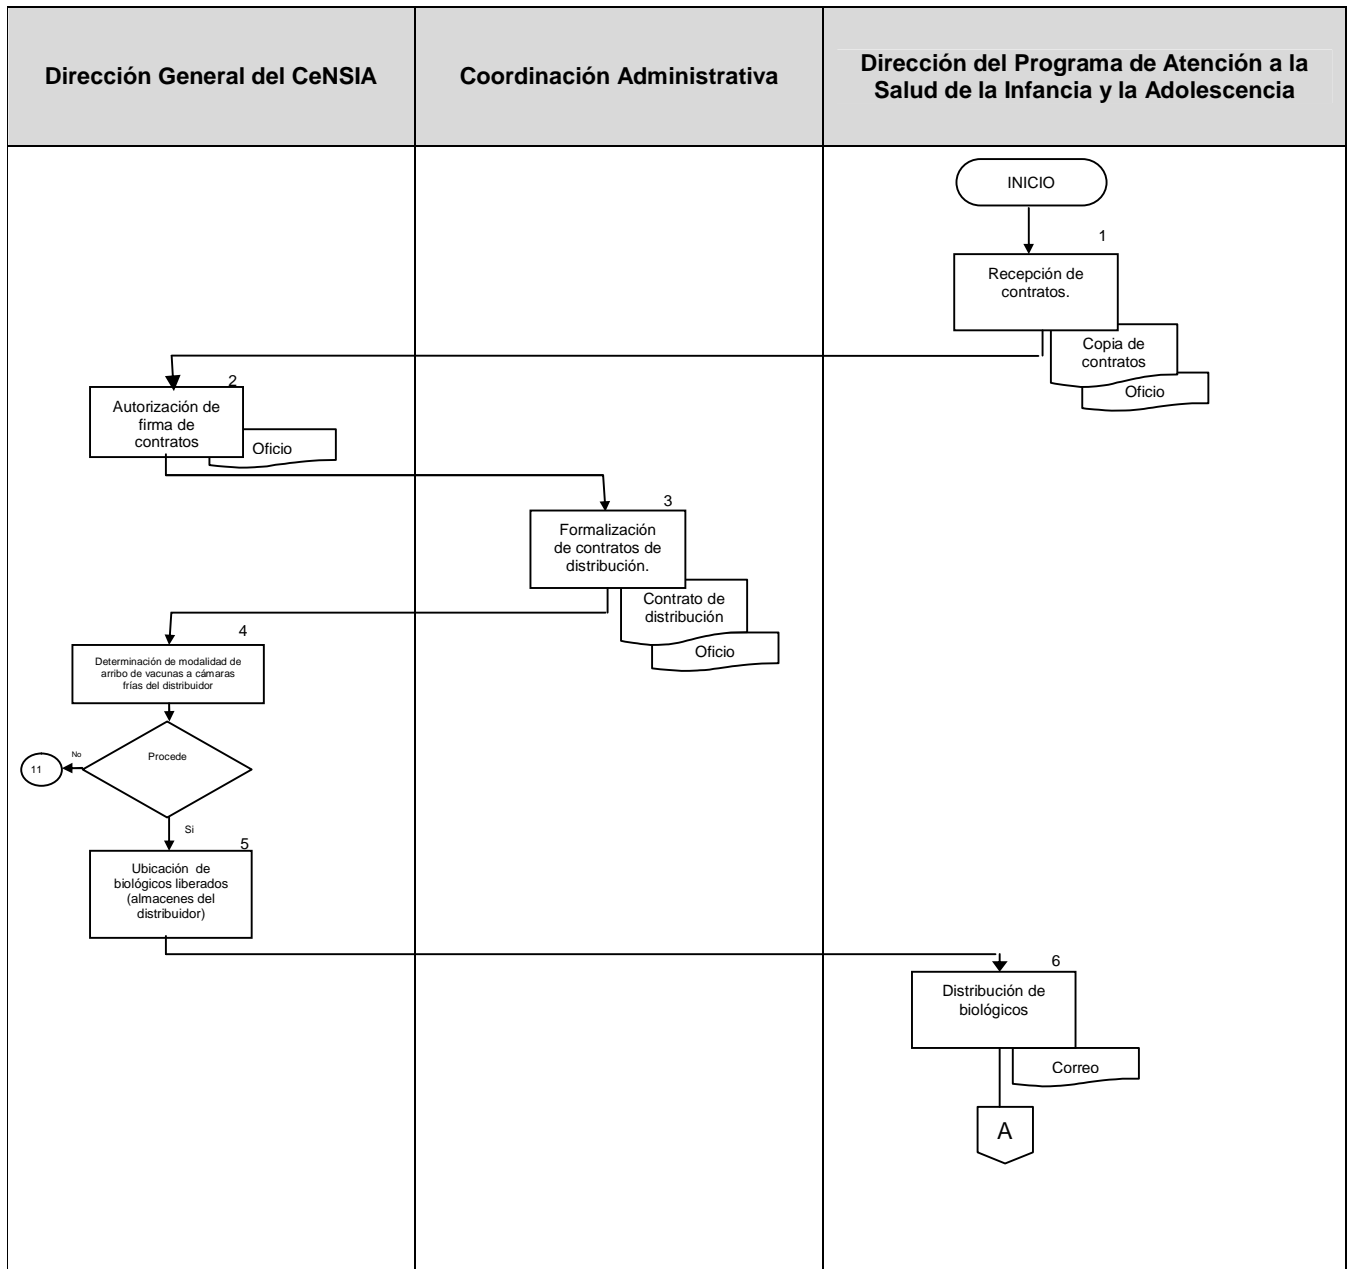 Dirección General del CeNSIA
Coordinación Administrativa
Dirección del Programa de Atención a la
Salud de la Infancia y la Adolescencia
INICIO
1
Recepción de
contratos.
Copia de
contratos
Oficio
2
Autorización de
firma de
contratos
Oficio
3
Formalización
de contratos de
distribución.
Contrato de
distribución
Oficio
4
Determinación de modalidad de
arribo de vacunas a cámaras
frías del distribuidor
Procede
No
11
Si
5
Ubicación de
biológicos liberados
(almacenes del
distribuidor)
6
Distribución de
biológicos
Correo
A